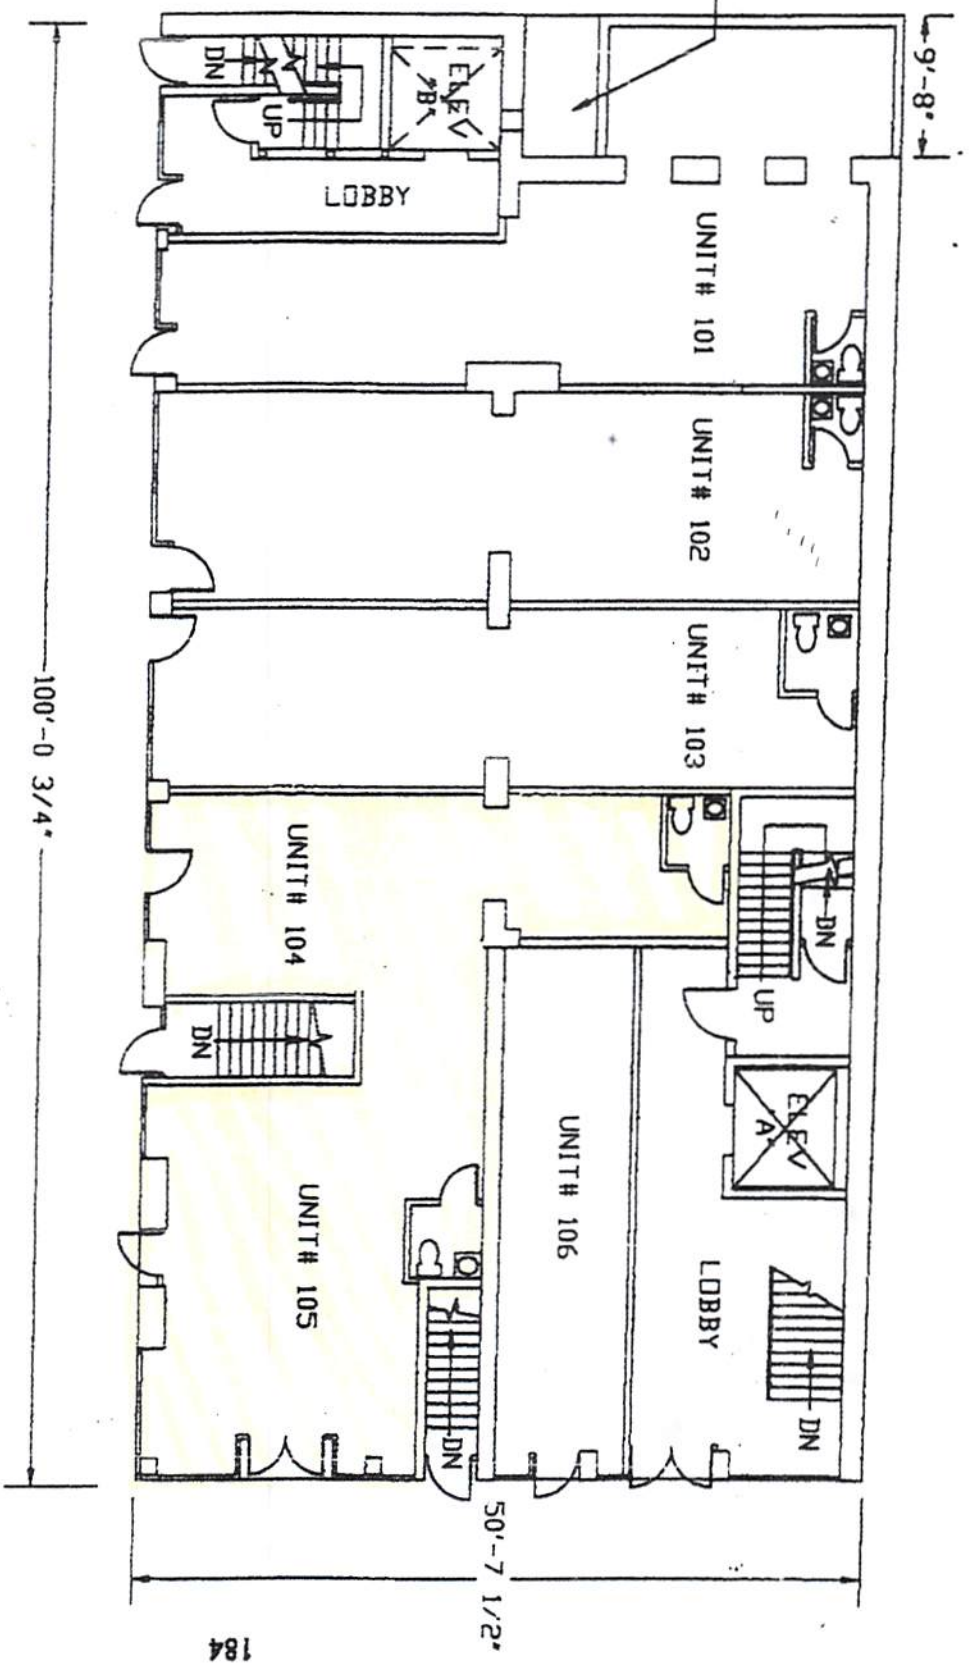 9'-8"
DN
UP
ELEV
"B"
LOBBY
UNIT# 101
UNIT# 102
UNIT# 103
UNIT# 104
DN
UP
DN
ELEV
"A"
UNIT# 105
UNIT# 106
LOBBY
DN
DN
100'-0 3/4"
50'-7 1/2"
184